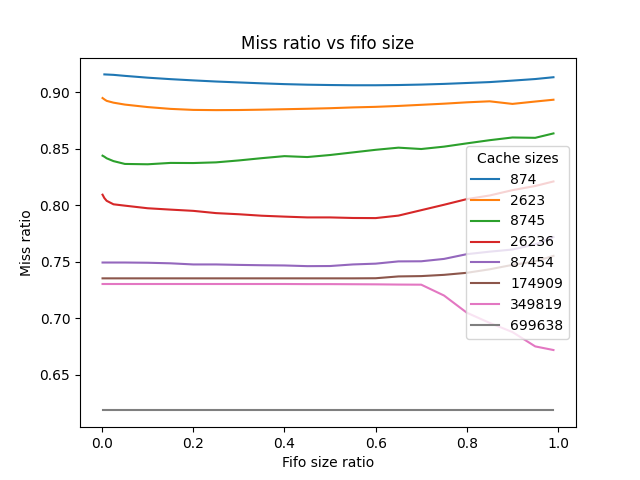 Miss ratio vs fifo size
0.90
0.85
0.80
0.75
0.70
0.65
Miss ratio
Cache sizes
874
2623
8745
26236
87454
174909
349819
699638
0.0 0.2 0.4 0.6 0.8 1.0
Fifo size ratio